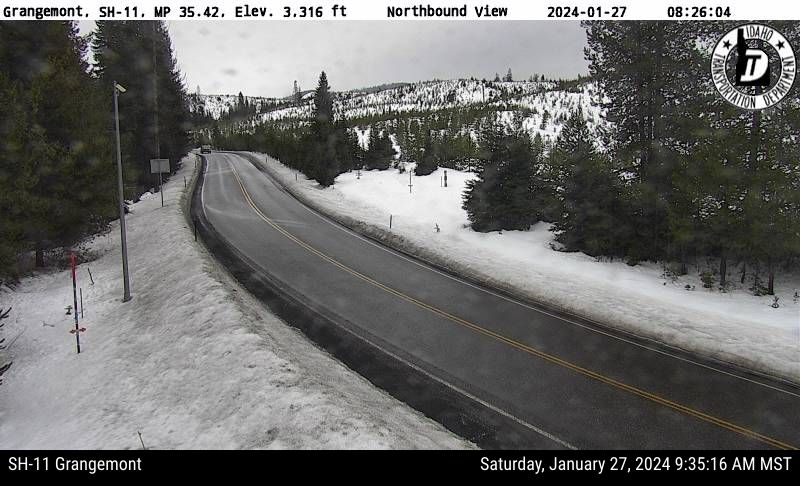 Grangemont, SH-11, MP 35.42, Elev. 3,316 ft Northbound View 2024-01-27 08:26:04
IDAHO
TRANSPORTATION DEPARTMENT
SH-11 Grangemont Saturday, January 27, 2024 9:35:16 AM MST